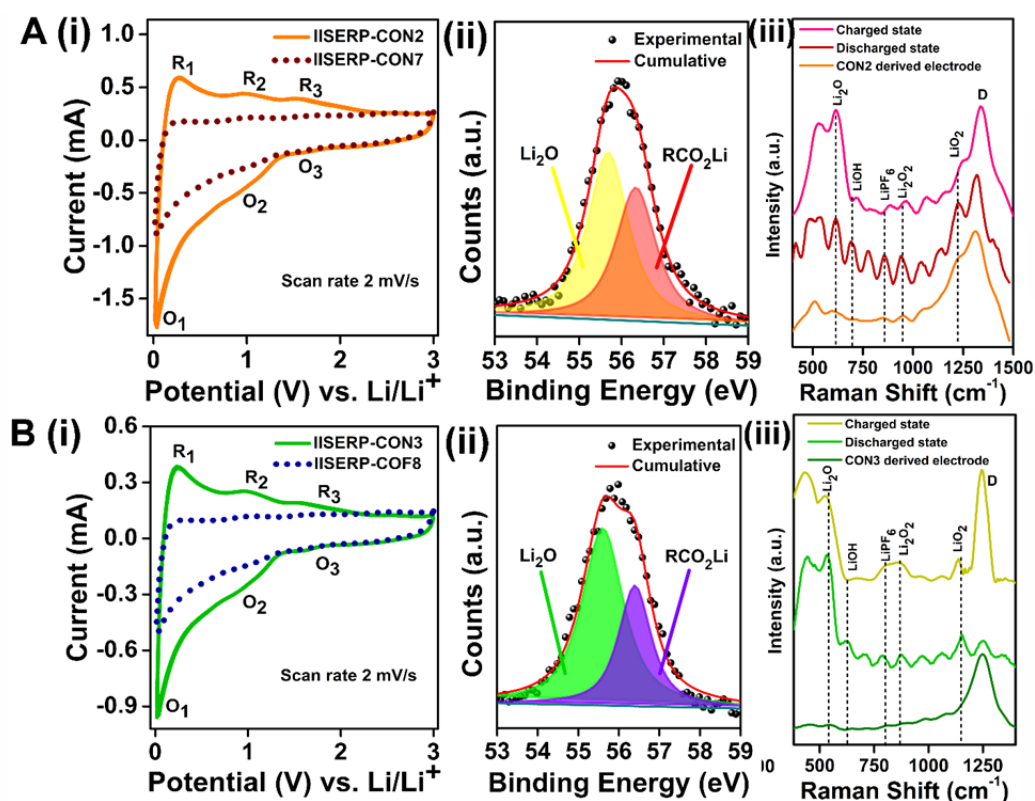 A (i)
IISERP-CON2
IISERP-CON7
R1
R2
R3
O3
O2
O1
Scan rate 2 mV/s
1.0
0.5
0.0
-0.5
-1.0
-1.5
Current (mA)
0 1 2 3
Potential (V) vs. Li/Li+
(ii)
Experimental
Cumulative
Li2O
RCO2Li
Counts (a.u.)
53 54 55 56 57 58 59
Binding Energy (eV)
(iii)
Charged state
Discharged state
CON2 derived electrode
Li2O
LiOH
LiPF6
Li2O2
LiO2
D
Intensity (a.u.)
500 750 1000 1250 1500
Raman Shift (cm-1)
B (i)
IISERP-CON3
IISERP-COF8
R1
R2
R3
O3
O2
O1
Scan rate 2 mV/s
0.6
0.3
0.0
-0.3
-0.6
-0.9
Current (mA)
0 1 2 3
Potential (V) vs. Li/Li+
(ii)
Experimental
Cumulative
Li2O
RCO2Li
Counts (a.u.)
53 54 55 56 57 58 59
Binding Energy (eV)
(iii)
Charged state
Discharged state
CON3 derived electrode
Li2O
LiOH
LiPF6
Li2O2
LiO2
D
Intensity (a.u.)
500 750 1000 1250
Raman Shift (cm-1)